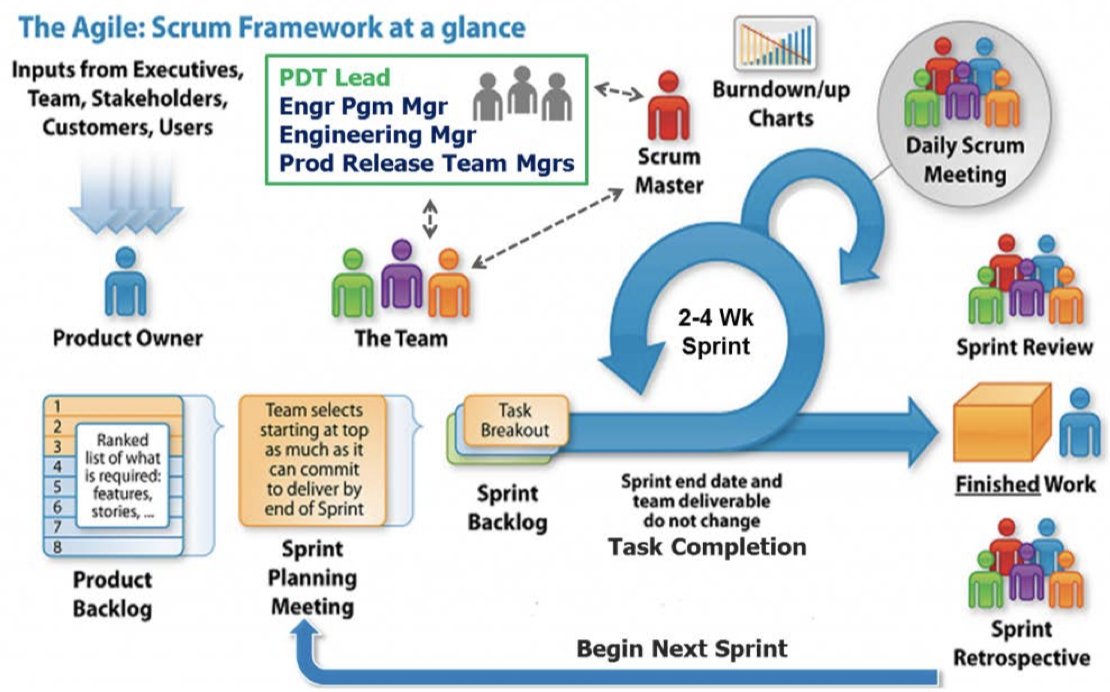 The Agile: Scrum Framework at a glance
Inputs from Executives,
Team, Stakeholders,
Customers, Users
PDT Lead
Engr Pgm Mgr
Engineering Mgr
Prod Release Team Mgrs
Scrum
Master
Burndown/up
Charts
Daily Scrum
Meeting
Product Owner
The Team
2-4 Wk
Sprint
Sprint Review
1
2
3
4
5
6
7
8
Ranked
list of what
is required:
features,
stories, ...
Product
Backlog
Team selects
starting at top
as much as it
can commit
to deliver by
end of Sprint
Sprint
Planning
Meeting
Task
Breakout
Sprint
Backlog
Sprint end date and
team deliverable
do not change
Task Completion
Finished Work
Sprint
Retrospective
Begin Next Sprint